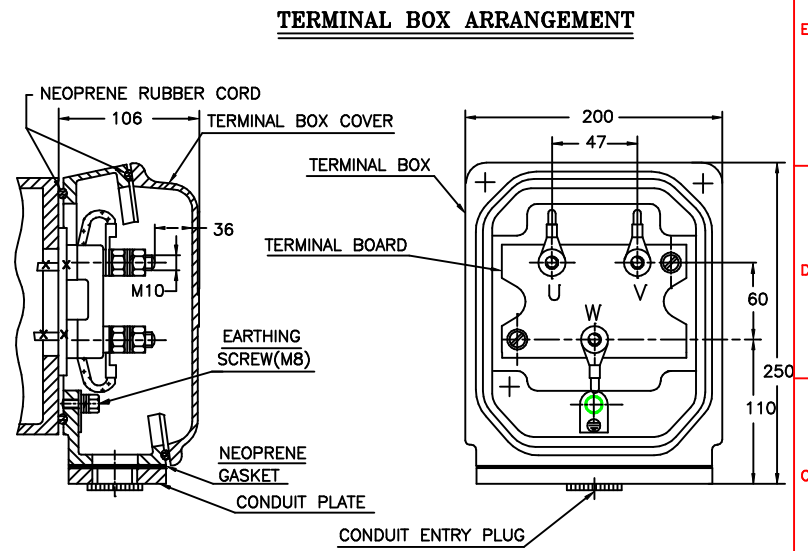 TERMINAL BOX ARRANGEMENT
E
NEOPRENE RUBBER CORD
106
TERMINAL BOX COVER
200
47
TERMINAL BOX
36
TERMINAL BOARD
D
M10
U
V
W
60
EARTHING
SCREW(M8)
250
110
NEOPRENE
GASKET
C
CONDUIT PLATE
CONDUIT ENTRY PLUG